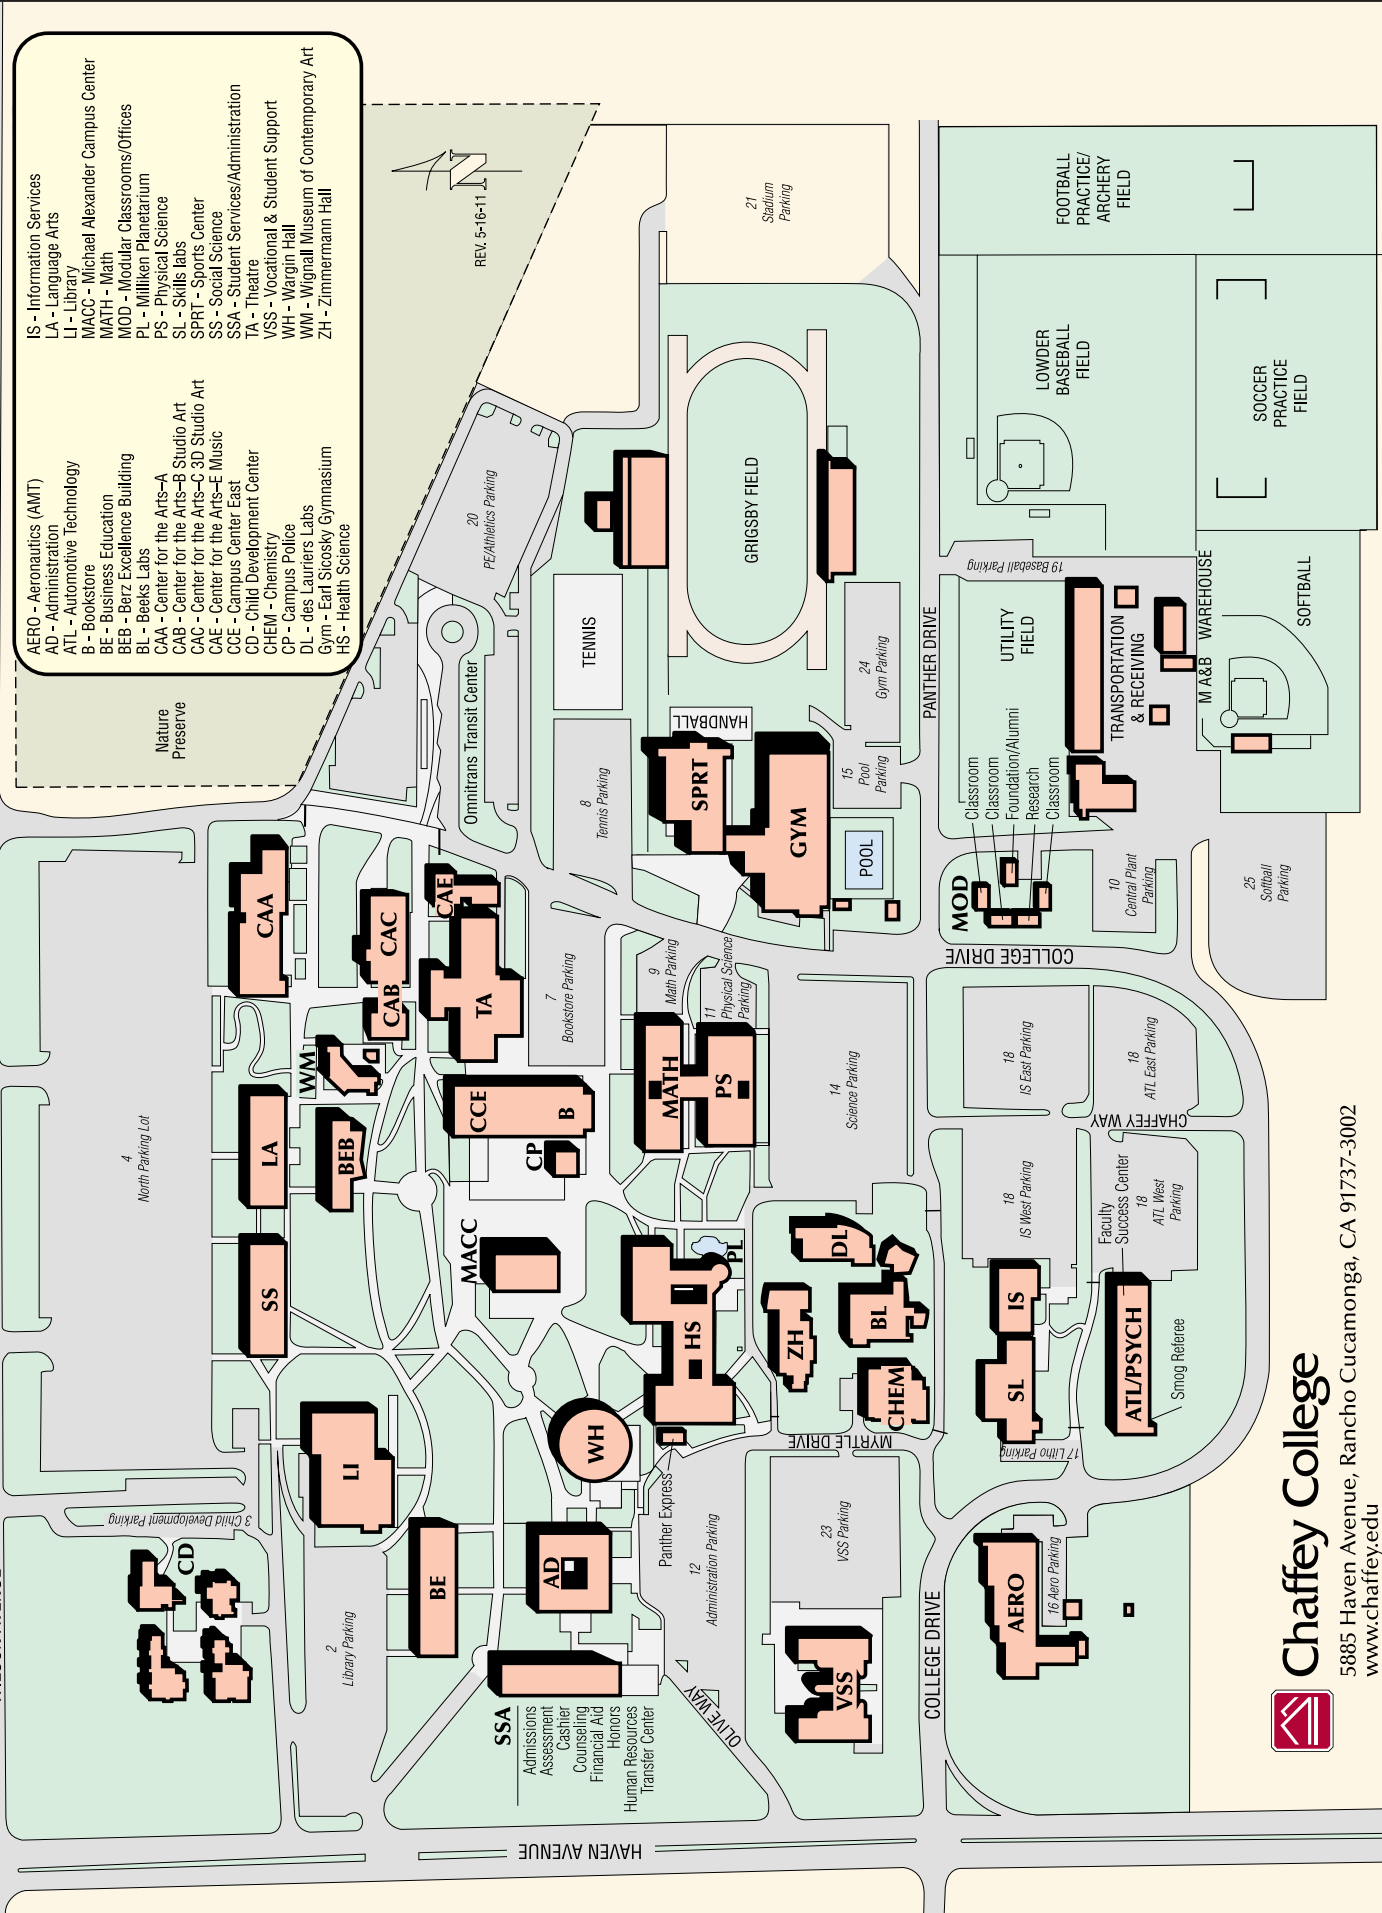 AERO - Aeronautics (AMT)
AD - Administration
ATL - Automotive Technology
B - Bookstore
BE - Business Education
BEB - Berz Excellence Building
BL - Beeks Labs
CAA - Center for the Arts–A
CAB - Center for the Arts–B Studio Art
CAC - Center for the Arts–C 3D Studio Art
CAE - Center for the Arts–E Music
CCE - Campus Center East
CD - Child Development Center
CHEM - Chemistry
CP - Campus Police
DL - des Lauriers Labs
Gym - Earl Sicosky Gymnasium
HS - Health Science
IS - Information Services
LA - Language Arts
LI - Library
MACC - Michael Alexander Campus Center
MATH - Math
MOD - Modular Classrooms/Offices
PL - Milliken Planetarium
PS - Physical Science
SL - Skills labs
SPRT - Sports Center
SS - Social Science
SSA - Student Services/Administration
TA - Theatre
VSS - Vocational & Student Support
WH - Wargin Hall
WM - Wignall Museum of Contemporary Art
ZH - Zimmermann Hall
N
REV. 5-16-11
Nature
Preserve
4
North Parking Lot
3 Child Development Parking
CD
2
Library Parking
CAA
CAC
CAB
CAE
TA
WM
LA
BEB
SS
LI
BE
CCE
B
CP
MACC
WH
AD
SSA
Admissions
Assessment
Cashier
Counseling
Financial Aid
Honors
Human Resources
Transfer Center
Omnitrans Transit Center
20
PE/Athletics Parking
TENNIS
8
Tennis Parking
7
Bookstore Parking
9
Math Parking
11
Physical Science
Parking
MATH
PS
HS
PL
Panther Express
12
Administration Parking
OLIVE WAY
HAVEN AVENUE
21
Stadium
Parking
GRIGSBY FIELD
HANDBALL
SPRT
GYM
24
Gym Parking
15
Pool
Parking
POOL
14
Science Parking
DL
BL
ZH
CHEM
MYRTLE DRIVE
23
VSS Parking
VSS
PANTHER DRIVE
COLLEGE DRIVE
COLLEGE DRIVE
FOOTBALL
PRACTICE/
ARCHERY
FIELD
LOWDER
BASEBALL
FIELD
SOCCER
PRACTICE
FIELD
19 Baseball Parking
UTILITY
FIELD
TRANSPORTATION
& RECEIVING
M A&B
WAREHOUSE
SOFTBALL
MOD
Classroom
Classroom
Foundation/Alumni
Research
Classroom
10
Central Plant
Parking
25
Softball
Parking
18
IS East Parking
18
ATL East Parking
CHAFFEY WAY
18
IS West Parking
Faculty
Success Center
18
ATL West
Parking
IS
SL
ATL/PSYCH
Smog Referee
17 Litho Parking
AERO
16 Aero Parking
Chaffey College
5885 Haven Avenue, Rancho Cucamonga, CA 91737-3002
www.chaffey.edu